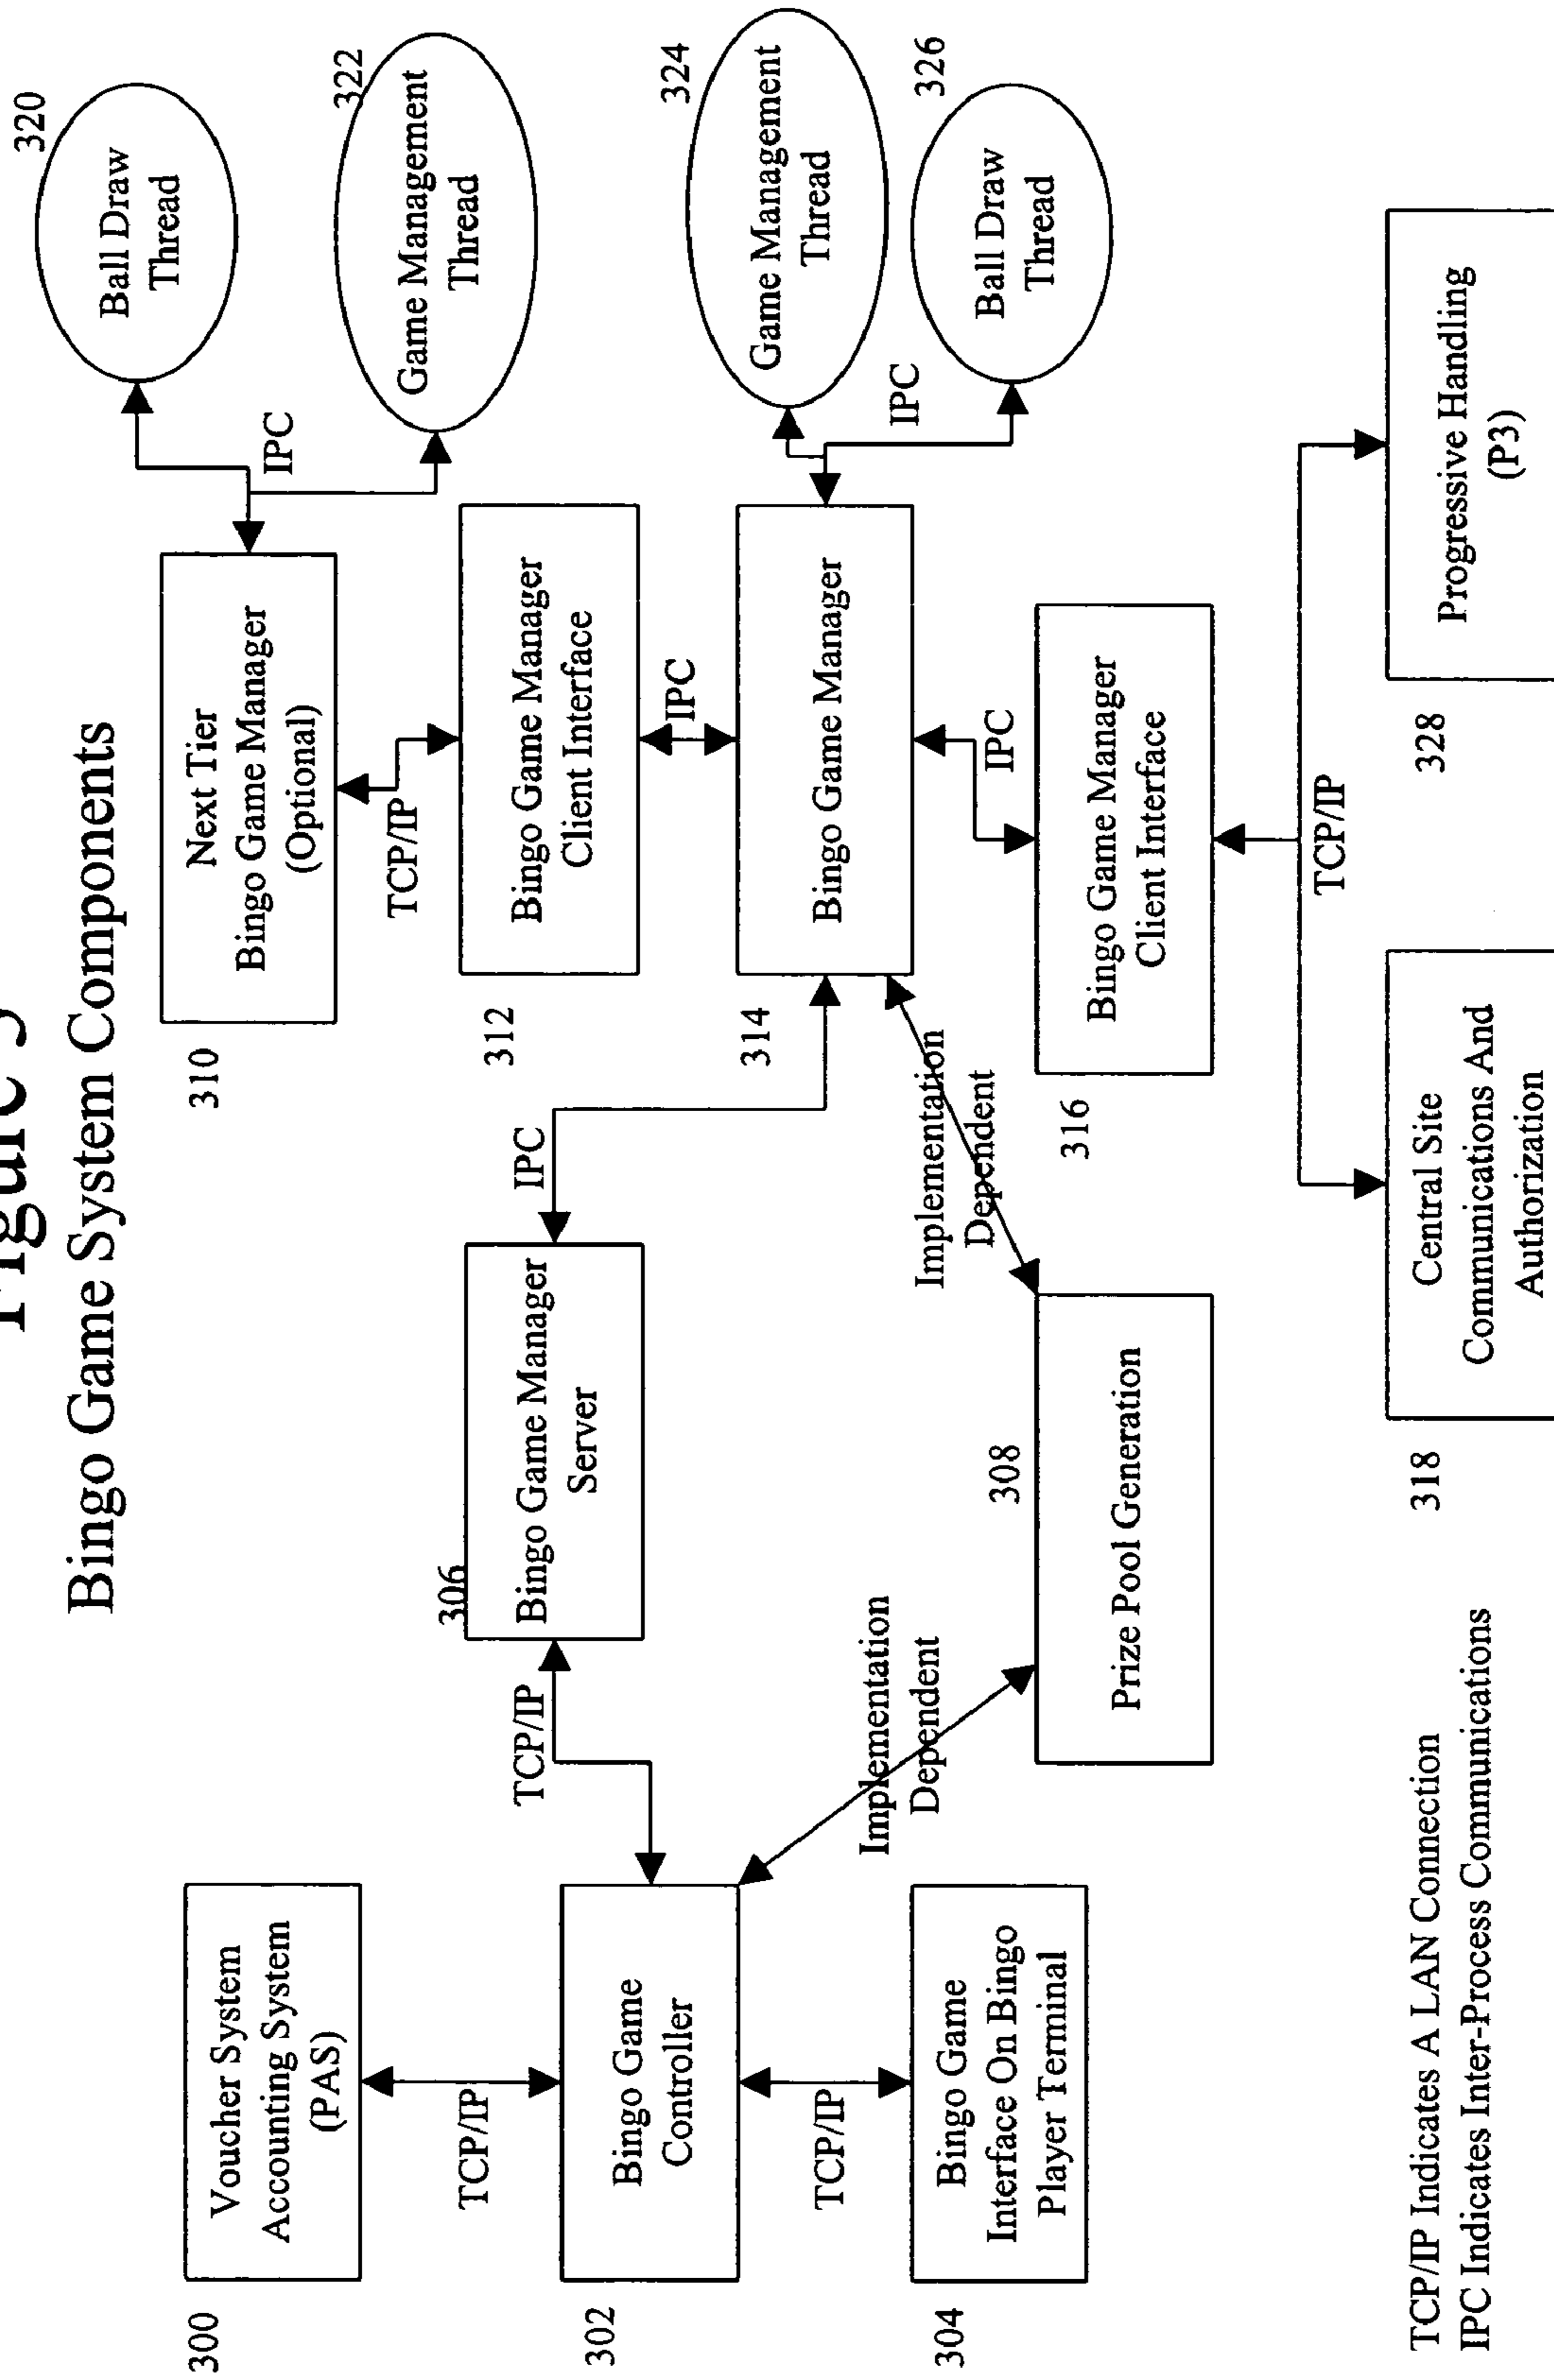 Figure 3
Bingo Game System Components
300
Voucher System
Accounting System
(PAS)
TCP/IP
302
Bingo Game
Controller
TCP/IP
304
Bingo Game
Interface On Bingo
Player Terminal
TCP/IP
306
Bingo Game Manager
Server
IPC
Implementation
Dependent
308
Prize Pool Generation
Implementation
Dependent
310
Next Tier
Bingo Game Manager
(Optional)
TCP/IP
312
Bingo Game Manager
Client Interface
IPC
314
Bingo Game Manager
IPC
316
Bingo Game Manager
Client Interface
TCP/IP
318
Central Site
Communications And
Authorization
328
Progressive Handling
(P3)
IPC
320
Ball Draw
Thread
322
Game Management
Thread
324
Game Management
Thread
IPC
326
Ball Draw
Thread
TCP/IP Indicates A LAN Connection
IPC Indicates Inter-Process Communications